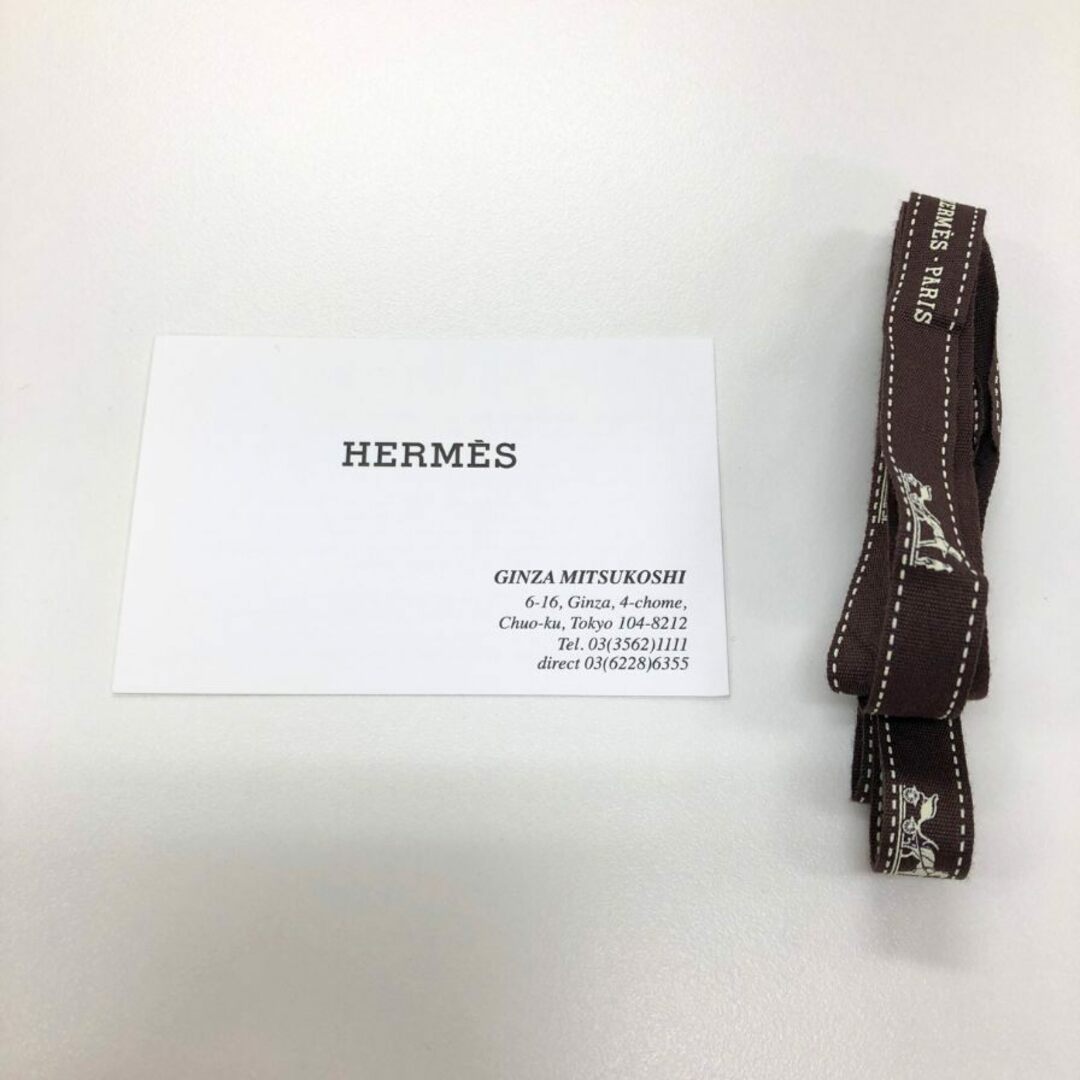 HERMÈS
GINZA MITSUKOSHI
6-16, Ginza, 4-chome,
Chuo-ku, Tokyo 104-8212
Tel. 03(3562)1111
direct 03(6228)6355
HERMÈS · PARIS